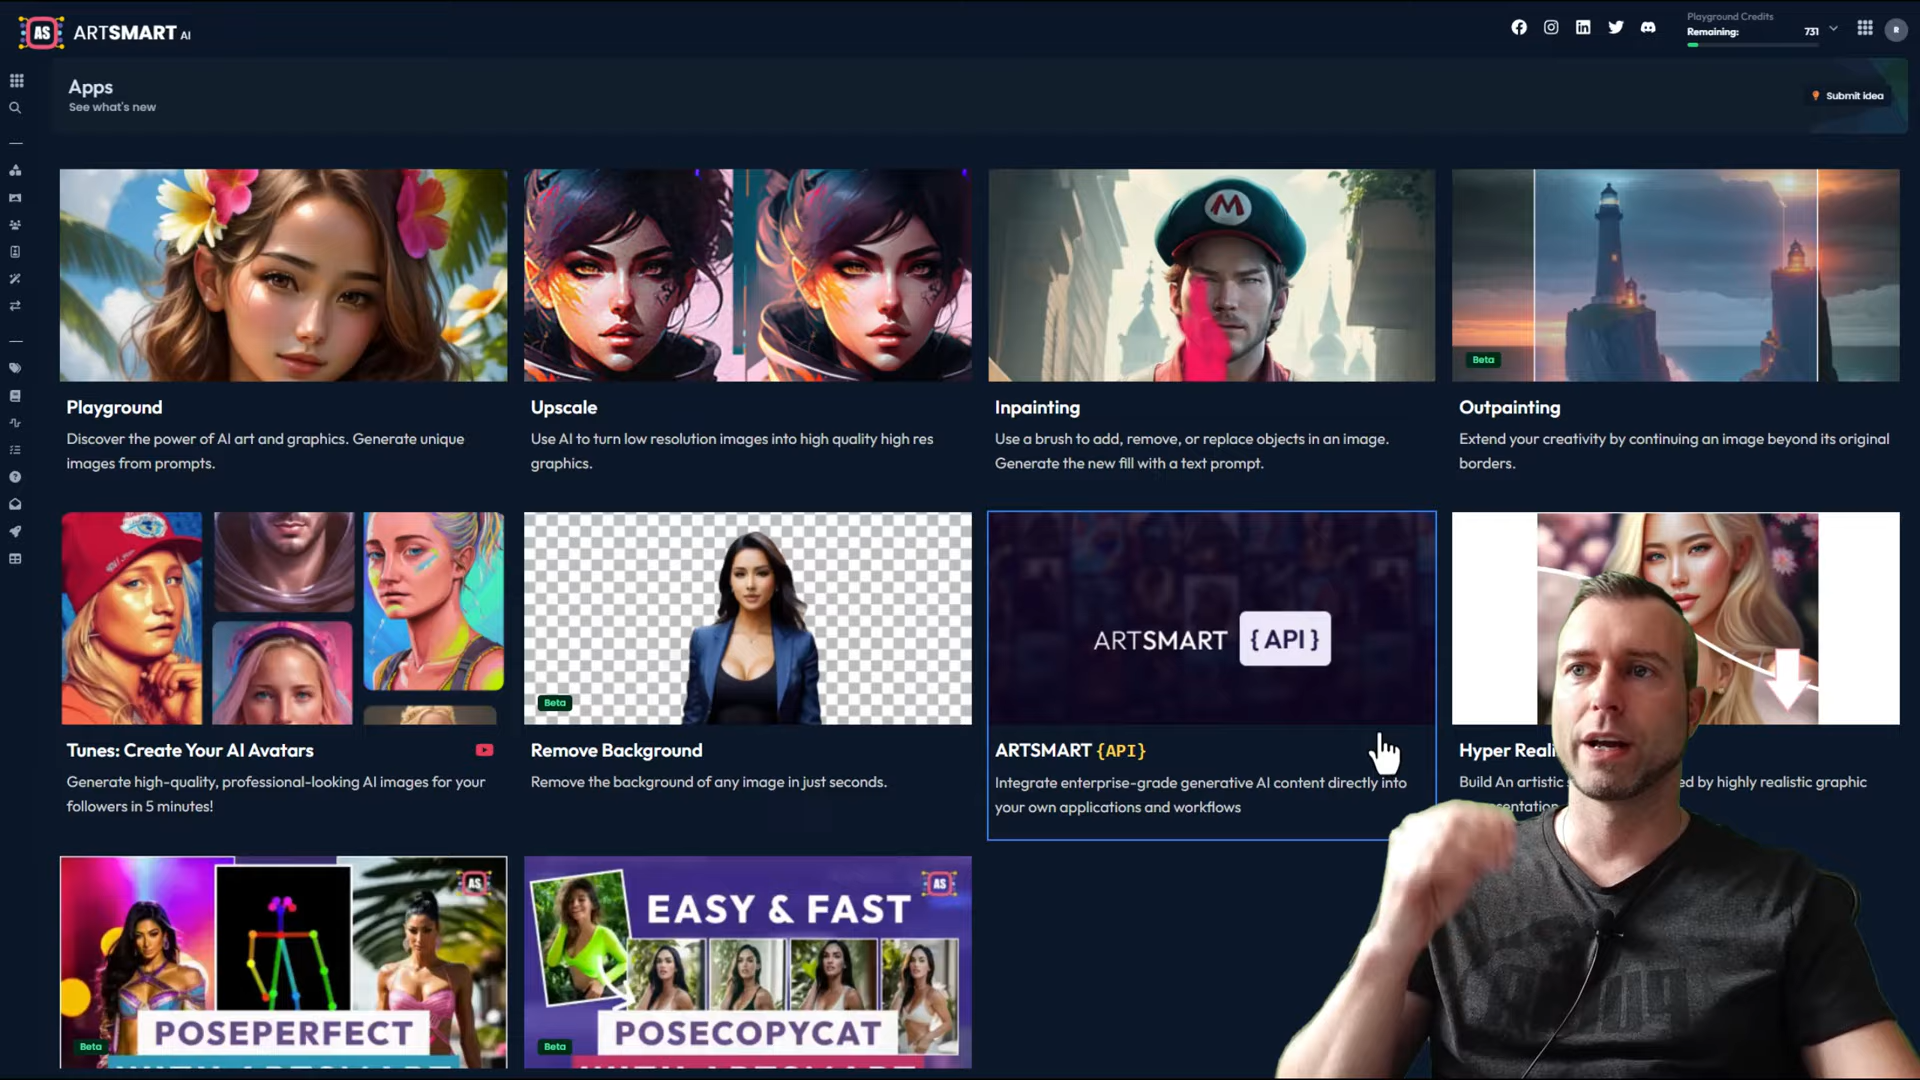 AS ARTSMART AI
Playground Credits
Remaining: 731
R
Apps
See what's new
Submit idea
M
Beta
Playground
Discover the power of AI art and graphics. Generate unique
images from prompts.
Upscale
Use AI to turn low resolution images into high quality high res
graphics.
Inpainting
Use a brush to add, remove, or replace objects in an image.
Generate the new fill with a text prompt.
Outpainting
Extend your creativity by continuing an image beyond its original
borders.
Beta
ARTSMART { API }
Tunes: Create Your AI Avatars
Generate high-quality, professional-looking AI images for your
followers in 5 minutes!
Remove Background
Remove the background of any image in just seconds.
ARTSMART {API}
Integrate enterprise-grade generative AI content directly into
your own applications and workflows
Hyper Reali
Build An artistic ed by highly realistic graphic
AS
POSEPERFECT
Beta
WITH ARTSMART
AS
EASY & FAST
POSECOPYCAT
Beta
WITH ARTSMART